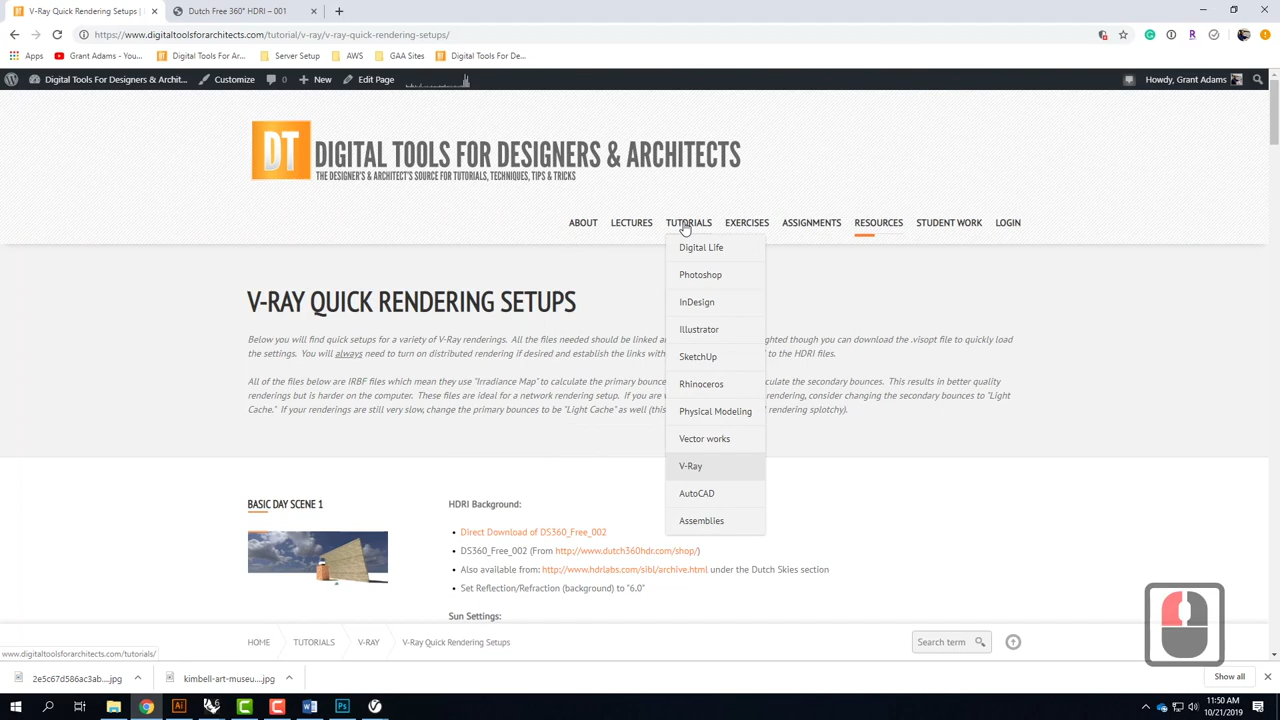 V-Ray Quick Rendering Setups |
Dutch Free 360° HDRI – 001
https://www.digitaltoolsforarchitects.com/tutorial/v-ray/v-ray-quick-rendering-setups/
Apps
Grant Adams - You...
Digital Tools For Ar...
Server Setup
AWS
GAA Sites
Digital Tools For De...
Digital Tools For Designers & Archit...
Customize
0
New
Edit Page
Howdy, Grant Adams
DT
DIGITAL TOOLS FOR DESIGNERS & ARCHITECTS
THE DESIGNER'S & ARCHITECT'S SOURCE FOR TUTORIALS, TECHNIQUES, TIPS & TRICKS
ABOUT LECTURES TUTORIALS EXERCISES ASSIGNMENTS RESOURCES STUDENT WORK LOGIN
Digital Life
Photoshop
InDesign
Illustrator
SketchUp
Rhinoceros
Physical Modeling
Vector works
V-Ray
AutoCAD
Assemblies
V-RAY QUICK RENDERING SETUPS
Below you will find quick setups for a variety of V-Ray renderings. All the files needed should be linked a ghted though you can download the .visopt file to quickly load
the settings. You will always need to turn on distributed rendering if desired and establish the links with to the HDRI files.
All of the files below are IRBF files which mean they use "Irradiance Map" to calculate the primary bounce culate the secondary bounces. This results in better quality
renderings but is harder on the computer. These files are ideal for a network rendering setup. If you are rendering, consider changing the secondary bounces to "Light
Cache." If your renderings are still very slow, change the primary bounces to be "Light Cache" as well (this rendering splotchy).
BASIC DAY SCENE 1
HDRI Background:
• Direct Download of DS360_Free_002
• DS360_Free_002 (From http://www.dutch360hdr.com/shop/)
• Also available from: http://www.hdrlabs.com/sibl/archive.html under the Dutch Skies section
• Set Reflection/Refraction (background) to "6.0"
Sun Settings:
HOME TUTORIALS V-RAY V-Ray Quick Rendering Setups
Search term
www.digitaltoolsforarchitects.com/tutorials/
2e5c67d586c3ab....jpg
kimbell-art-museu....jpg
Show all
11:50 AM
10/21/2019